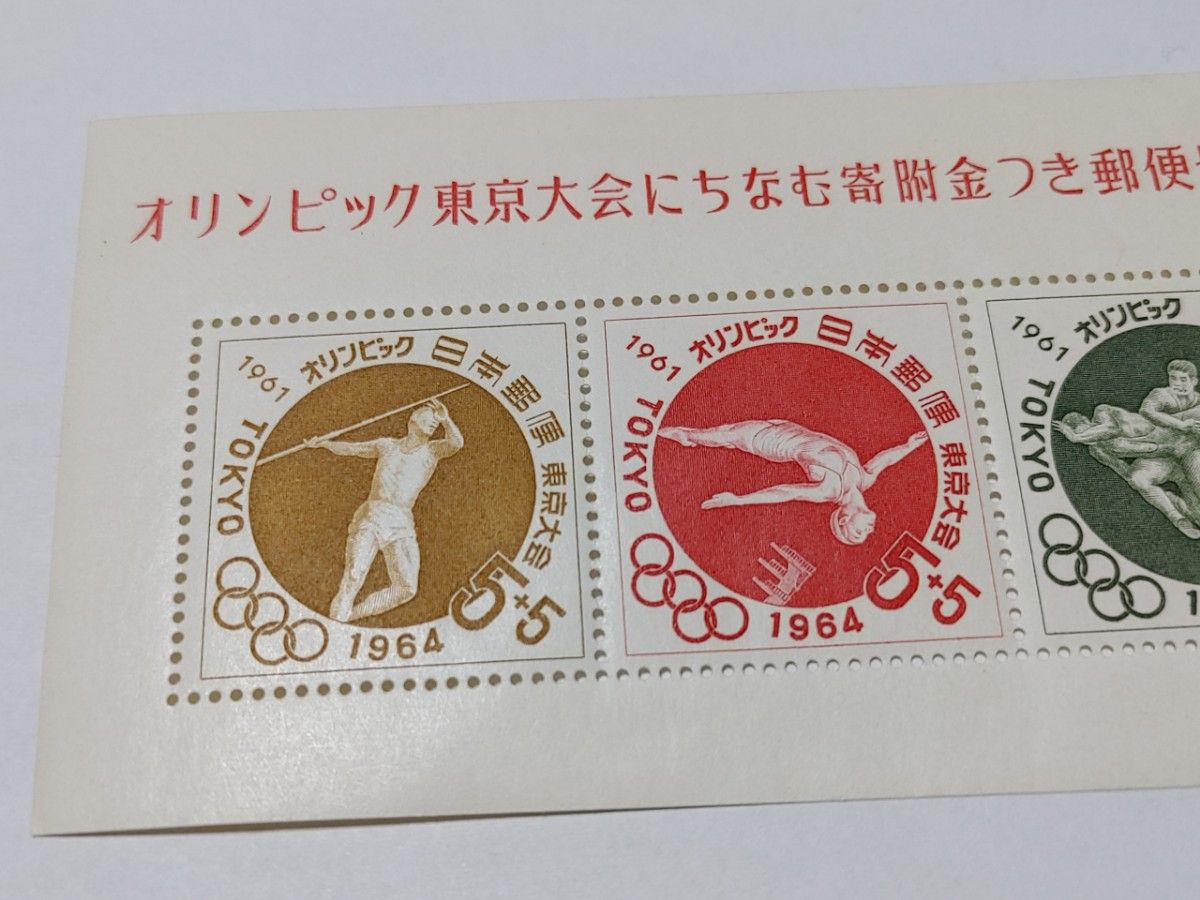 オリンピック東京大会にちなむ寄附金つき郵便
1961 オリンピック 日本郵便 東京大会
TOKYO
1964
5+5
1961 オリンピック 日本郵便 東京大会
TOKYO
1964
5+5
1961 オリンピック
TOKYO
1